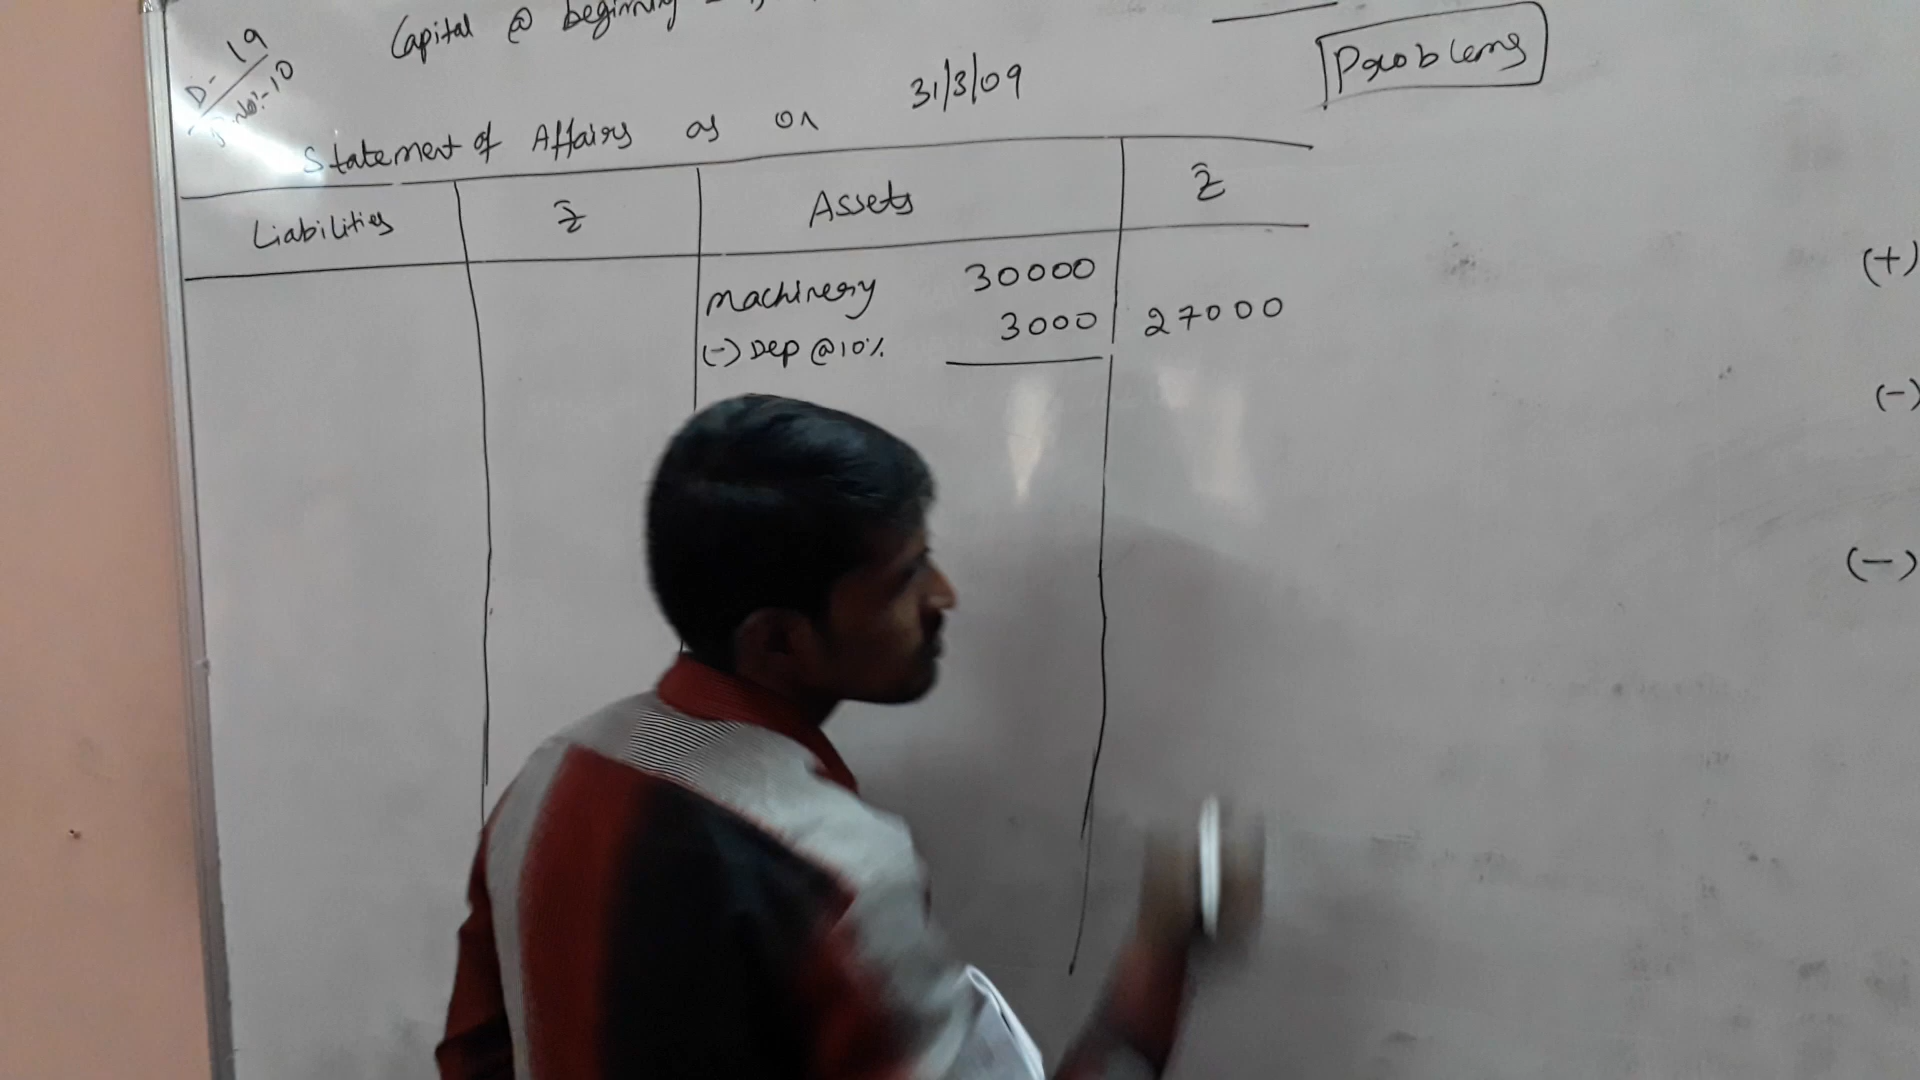 Capital @ beginning
D - 19
P.no:- 10
Problems
Statement of Affairs as on 31/3/09
Liabilities ₹ Assets ₹
Machinery 30000
(-) Dep @10% 3000 27000
(+)
(-)
(-)